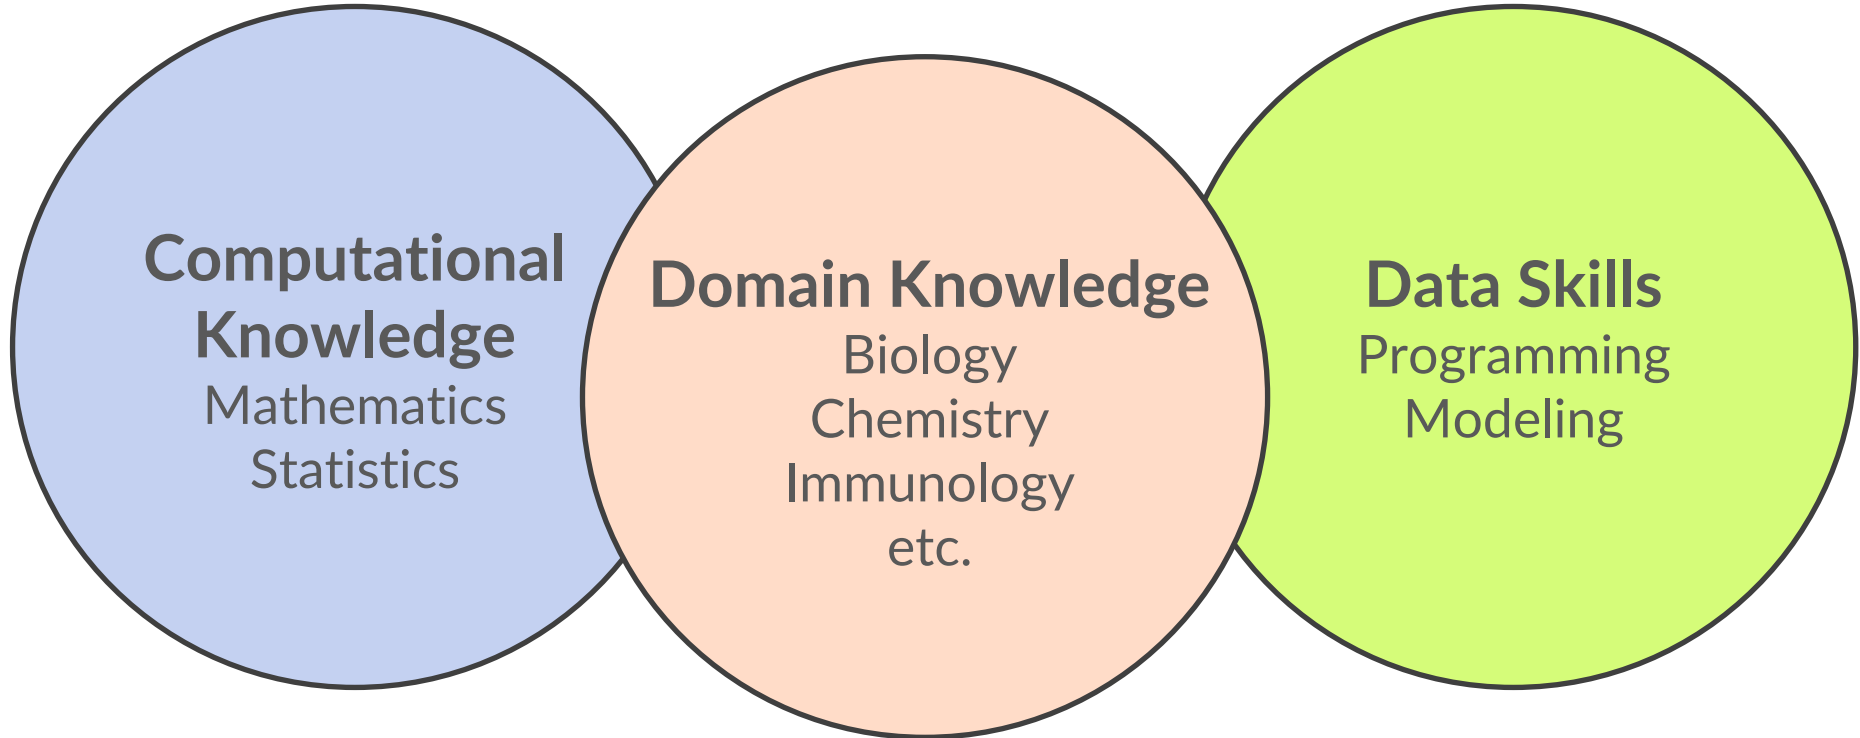 Computational
Knowledge
Mathematics
Statistics
Domain Knowledge
Biology
Chemistry
Immunology
etc.
Data Skills
Programming
Modeling